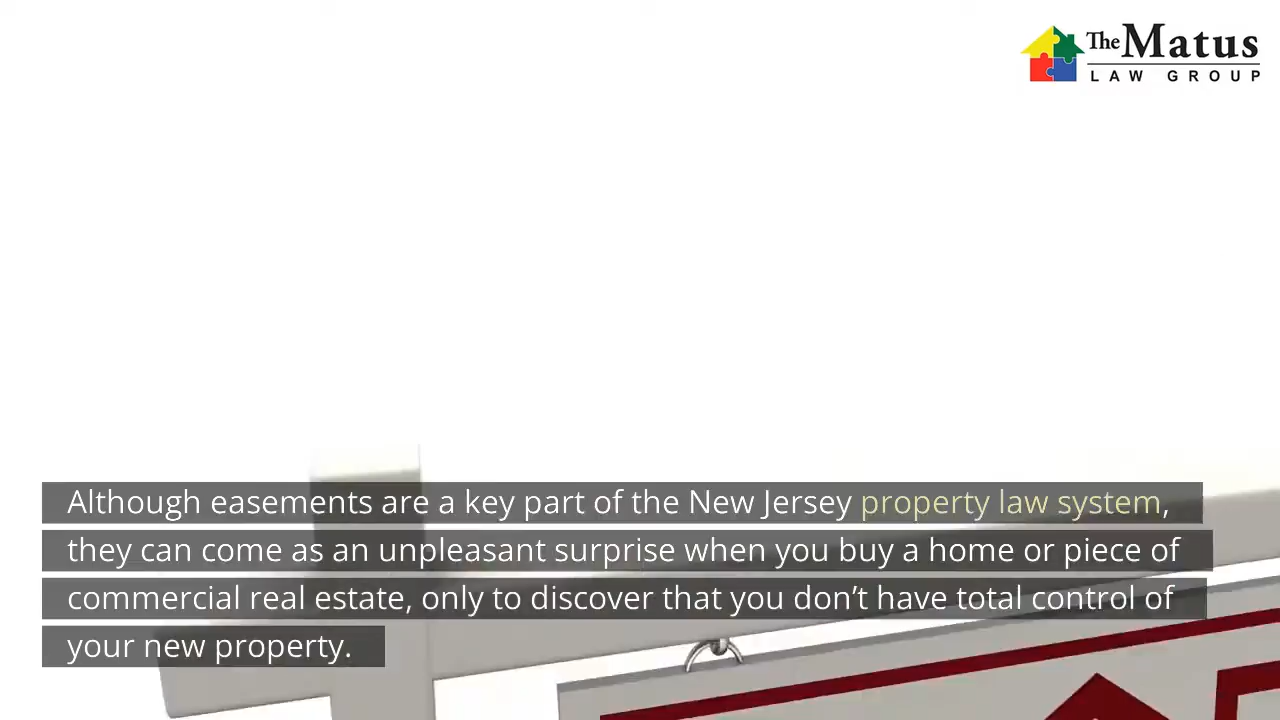 The Matus
LAW GROUP
Although easements are a key part of the New Jersey property law system,
they can come as an unpleasant surprise when you buy a home or piece of
commercial real estate, only to discover that you don’t have total control of
your new property.